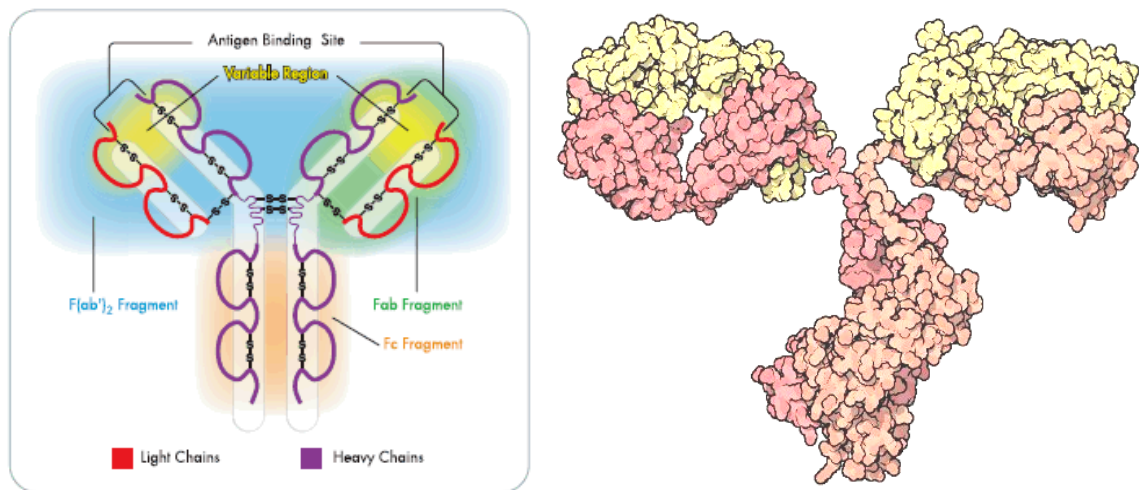 Antigen Binding Site
Variable Region
F(ab')₂ Fragment
Fab Fragment
Fc Fragment
Light Chains
Heavy Chains